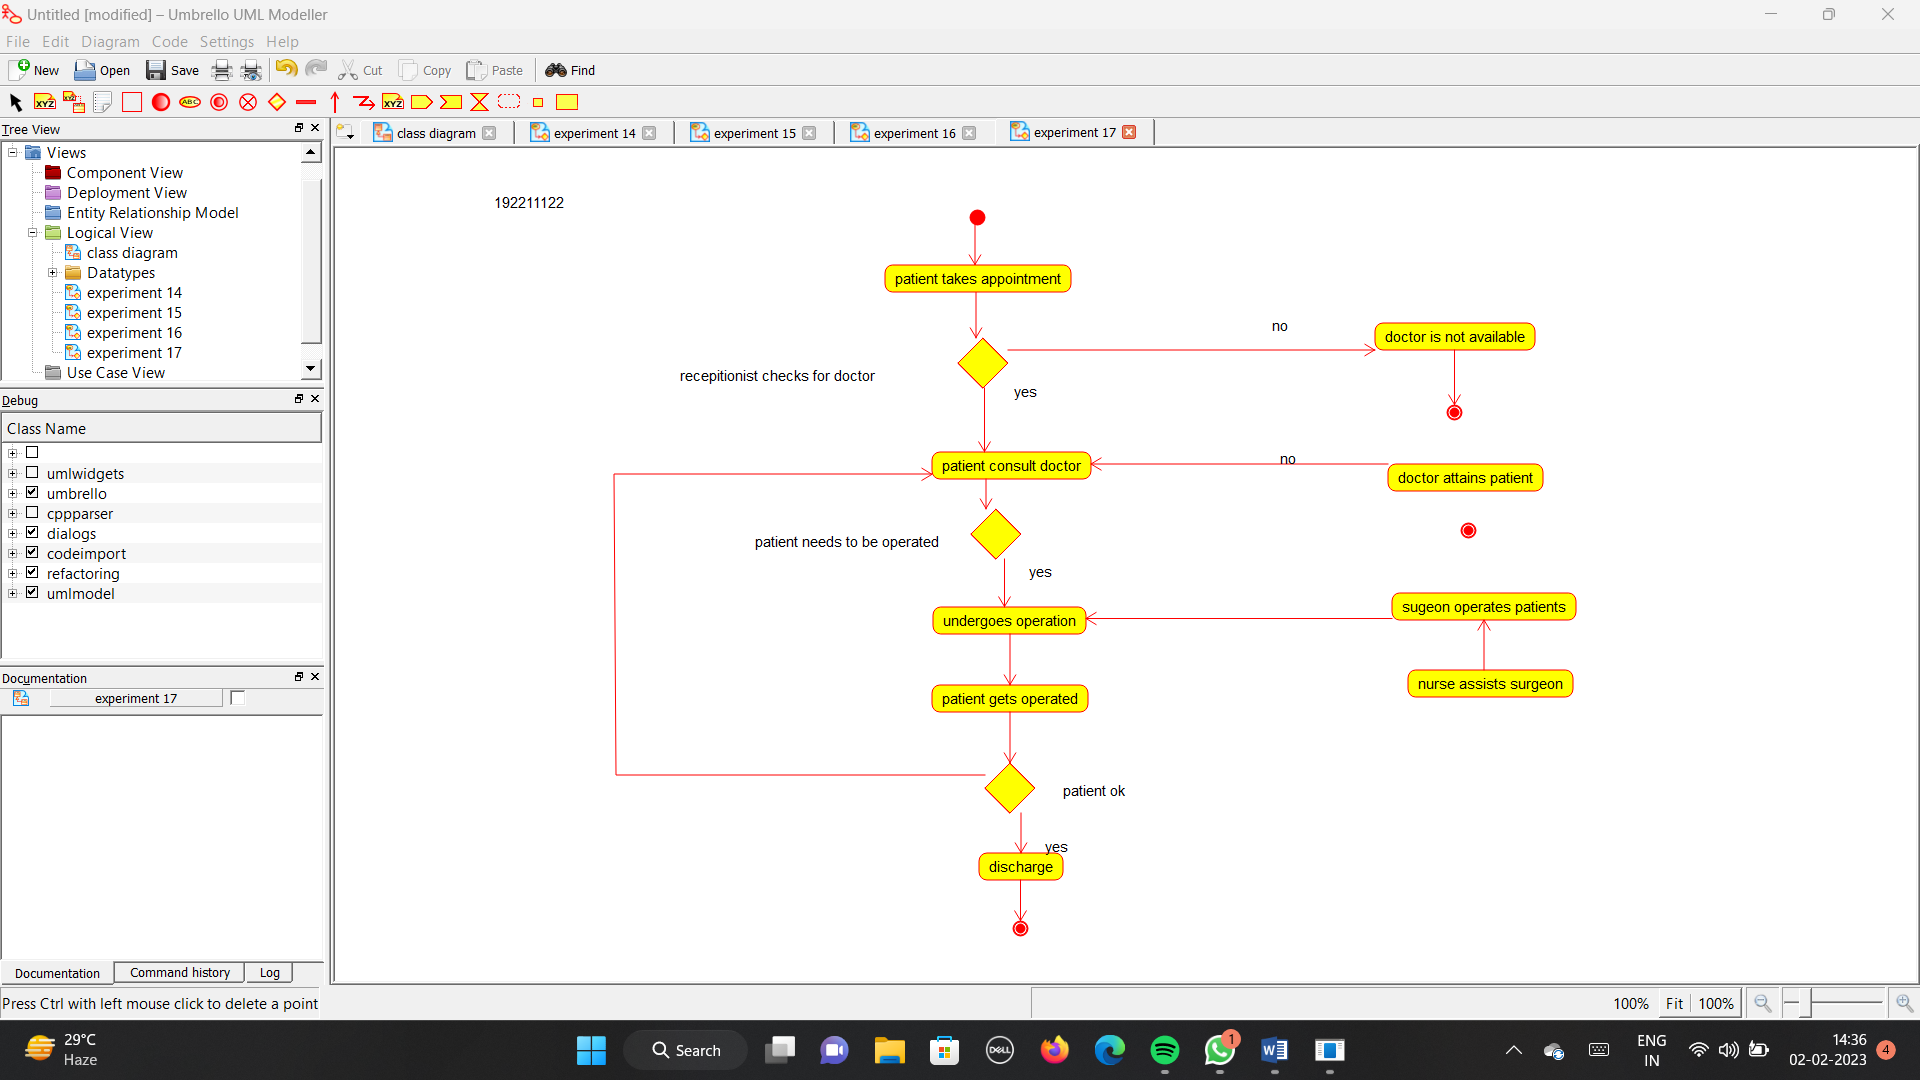 Untitled [modified] – Umbrello UML Modeller
File Edit Diagram Code Settings Help
New Open Save Cut Copy Paste Find
XYZ XYZ ABC XYZ
Tree View
Views
Component View
Deployment View
Entity Relationship Model
Logical View
class diagram
Datatypes
experiment 14
experiment 15
experiment 16
experiment 17
Use Case View
Debug
Class Name
umlwidgets
umbrello
cppparser
dialogs
codeimport
refactoring
umlmodel
Documentation
experiment 17
Documentation Command history Log
Press Ctrl with left mouse click to delete a point
class diagram experiment 14 experiment 15 experiment 16 experiment 17
192211122
patient takes appointment
no
doctor is not available
recepitionist checks for doctor
yes
patient consult doctor
no
doctor attains patient
patient needs to be operated
yes
undergoes operation
sugeon operates patients
patient gets operated
nurse assists surgeon
patient ok
yes
discharge
100% Fit 100%
29°C
Haze
Search
DELL
1
W
ENG
IN
14:36
02-02-2023
4